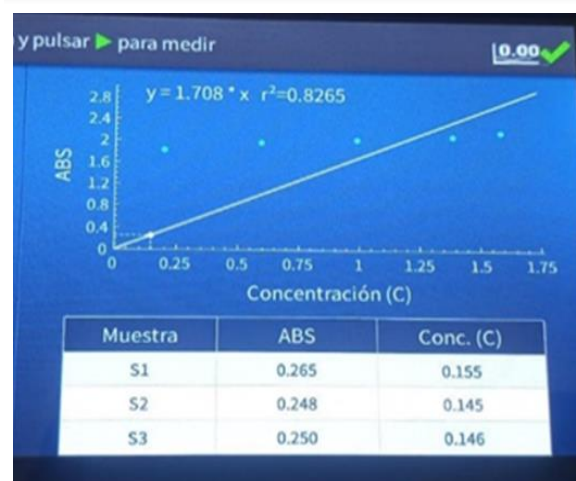 y pulsar ▶ para medir
0.00
y = 1.708 * x r²=0.8265
2.8
2.4
2
1.6
1.2
0.8
0.4
0
ABS
0 0.25 0.5 0.75 1 1.25 1.5 1.75
Concentración (C)
Muestra ABS Conc. (C)
S1 0.265 0.155
S2 0.248 0.145
S3 0.250 0.146